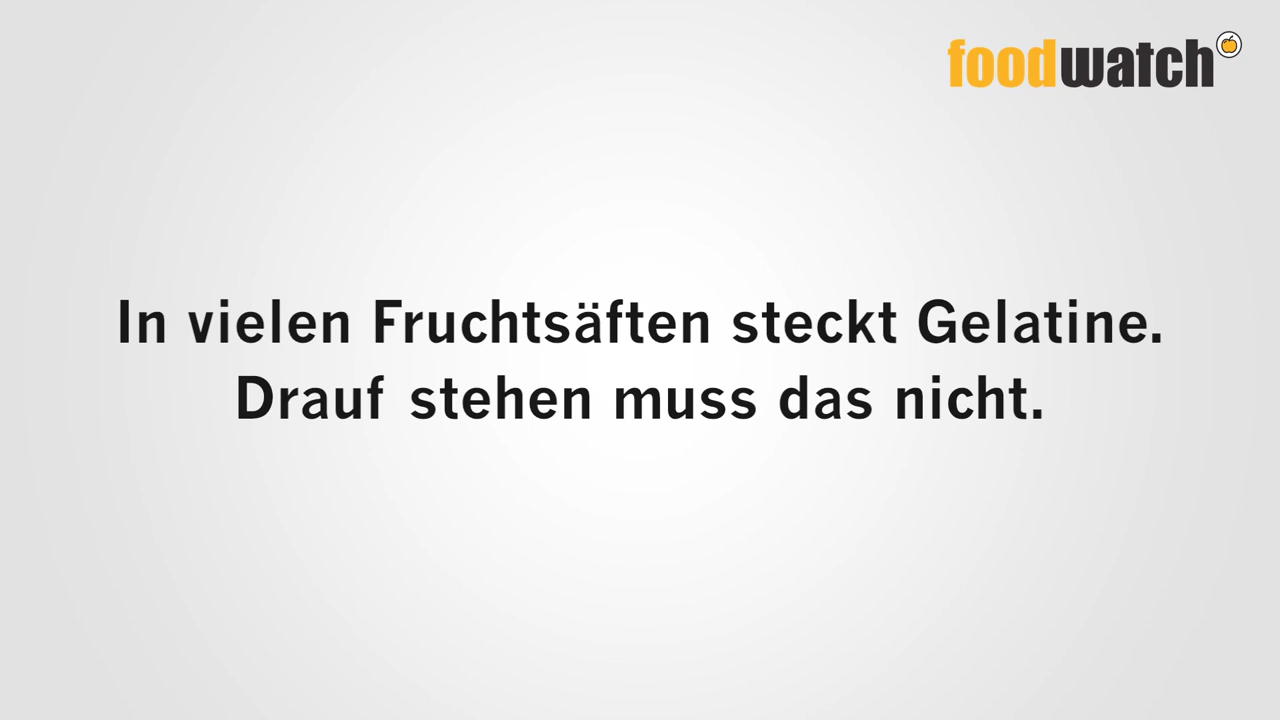 foodwatch
In vielen Fruchtsäften steckt Gelatine.
Drauf stehen muss das nicht.